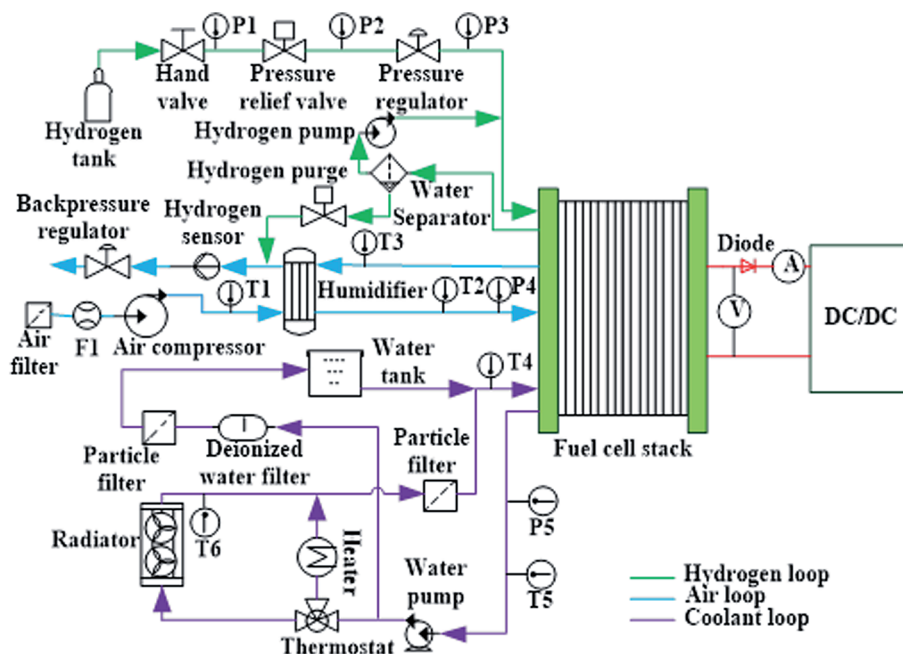 P1
P2
P3
Hand
valve
Pressure
relief valve
Pressure
regulator
Hydrogen
tank
Hydrogen pump
Hydrogen purge
Water
Separator
Backpressure
regulator
Hydrogen
sensor
T3
Diode
A
V
DC/DC
T1
Humidifier
T2
P4
Air
filter
F1
Air compressor
Water
tank
T4
Particle
filter
Deionized
water filter
Particle
filter
Fuel cell stack
Radiator
T6
Heater
P5
T5
Water
pump
Thermostat
Hydrogen loop
Air loop
Coolant loop